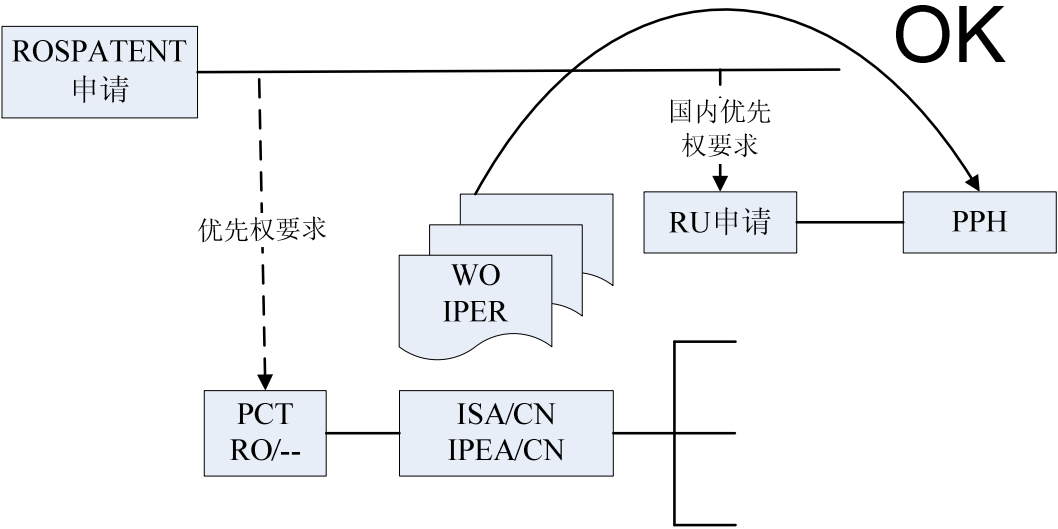 OK
ROSPATENT
申请
国内优先
权要求
优先权要求
RU申请
PPH
WO
IPER
PCT
RO/--
ISA/CN
IPEA/CN